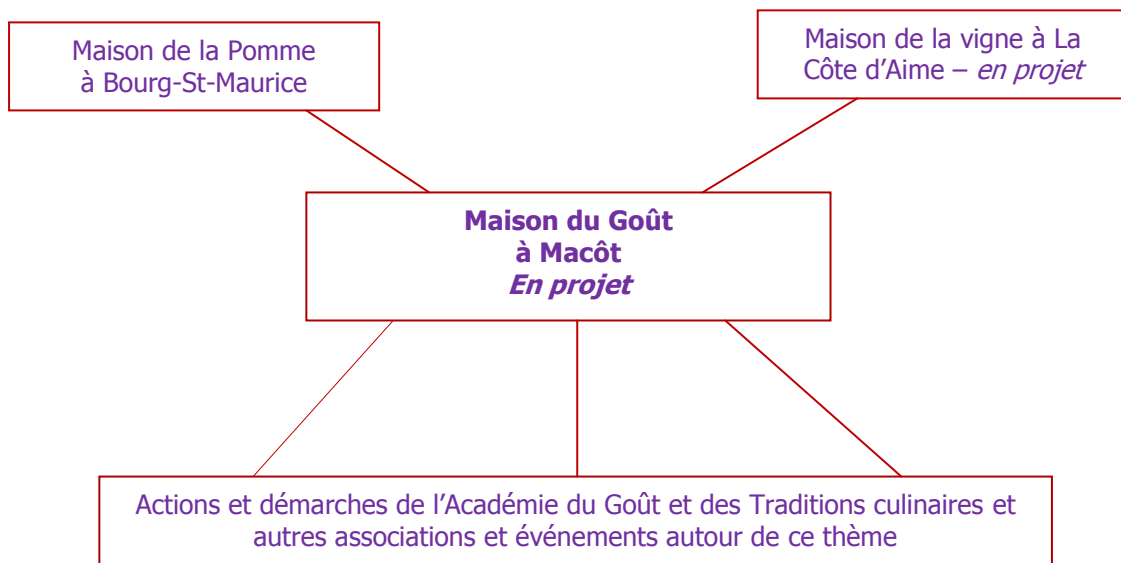 Maison de la Pomme
à Bourg-St-Maurice
Maison de la vigne à La
Côte d’Aime – en projet
Maison du Goût
à Macôt
En projet
Actions et démarches de l’Académie du Goût et des Traditions culinaires et
autres associations et événements autour de ce thème